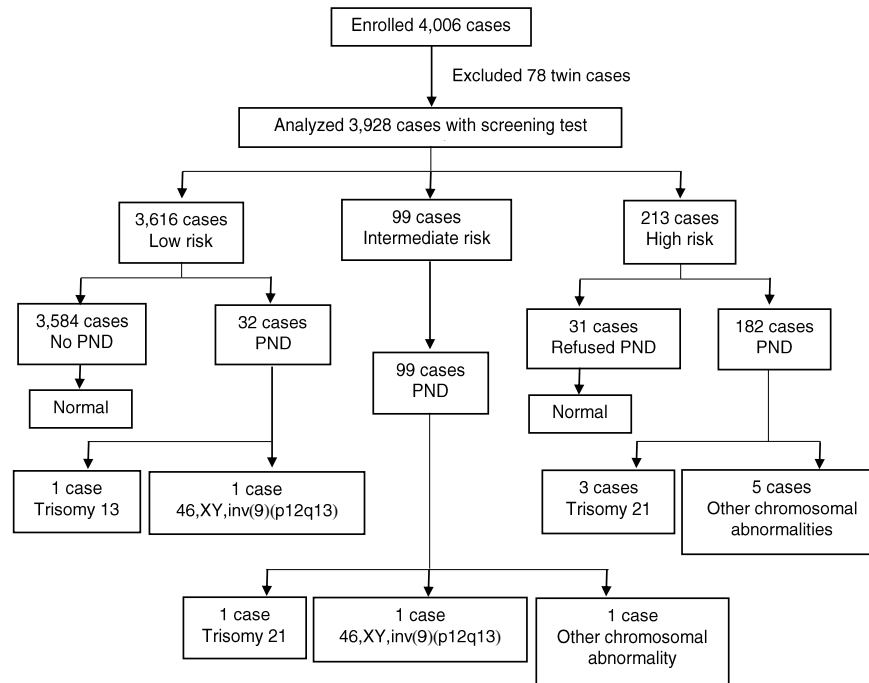 Enrolled 4,006 cases
Excluded 78 twin cases
Analyzed 3,928 cases with screening test
3,616 cases
Low risk
99 cases
Intermediate risk
213 cases
High risk
3,584 cases
No PND
32 cases
PND
99 cases
PND
31 cases
Refused PND
182 cases
PND
Normal
Normal
1 case
Trisomy 13
1 case
46,XY,inv(9)(p12q13)
3 cases
Trisomy 21
5 cases
Other chromosomal
abnormalities
1 case
Trisomy 21
1 case
46,XY,inv(9)(p12q13)
1 case
Other chromosomal
abnormality